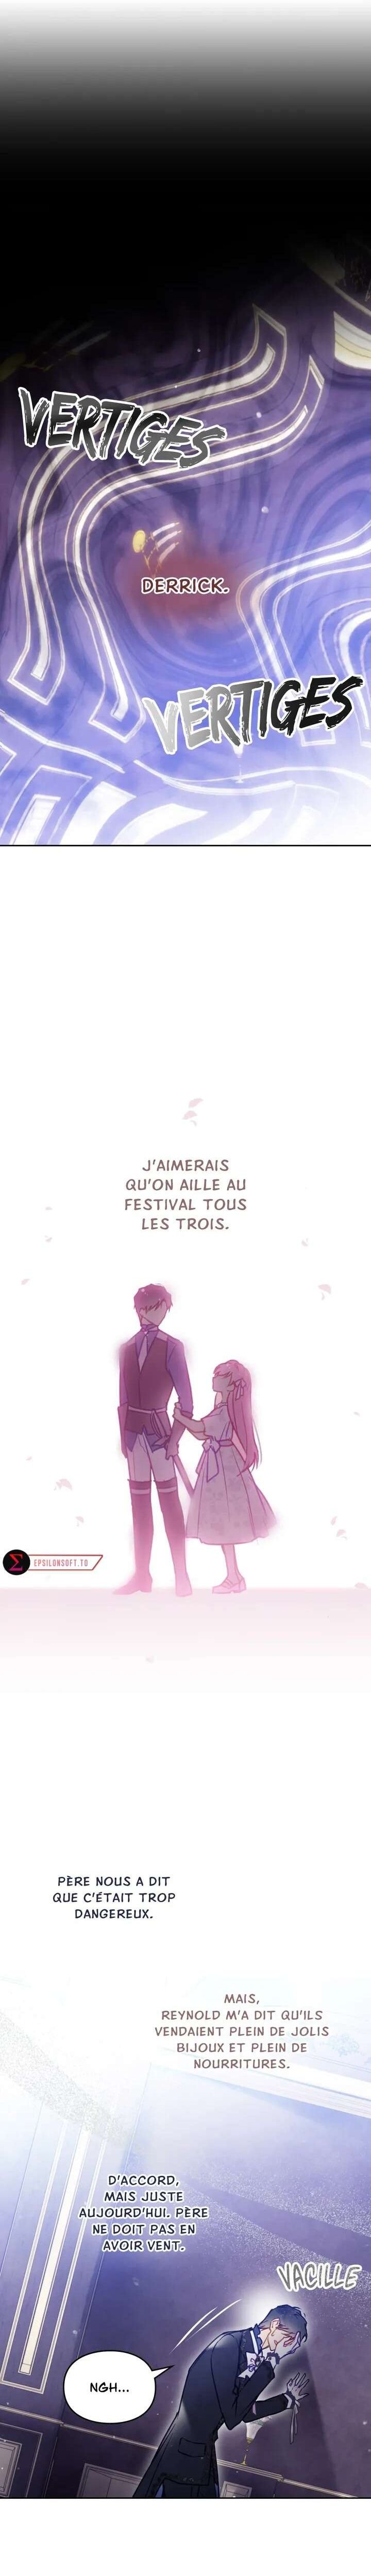 VERTIGES
DERRICK.
VERTIGES
J'AIMERAIS
QU'ON AILLE AU
FESTIVAL TOUS
LES TROIS.
EPSILONSOFT.TO
PÈRE NOUS A DIT
QUE C'ÉTAIT TROP
DANGEREUX.
MAIS,
REYNOLD M'A DIT QU'ILS
VENDAIENT PLEIN DE JOLIS
BIJOUX ET PLEIN DE
NOURRITURES.
D'ACCORD,
MAIS JUSTE
AUJOURD'HUI. PÈRE
NE DOIT PAS EN
AVOIR VENT.
VACILLE
NGH...